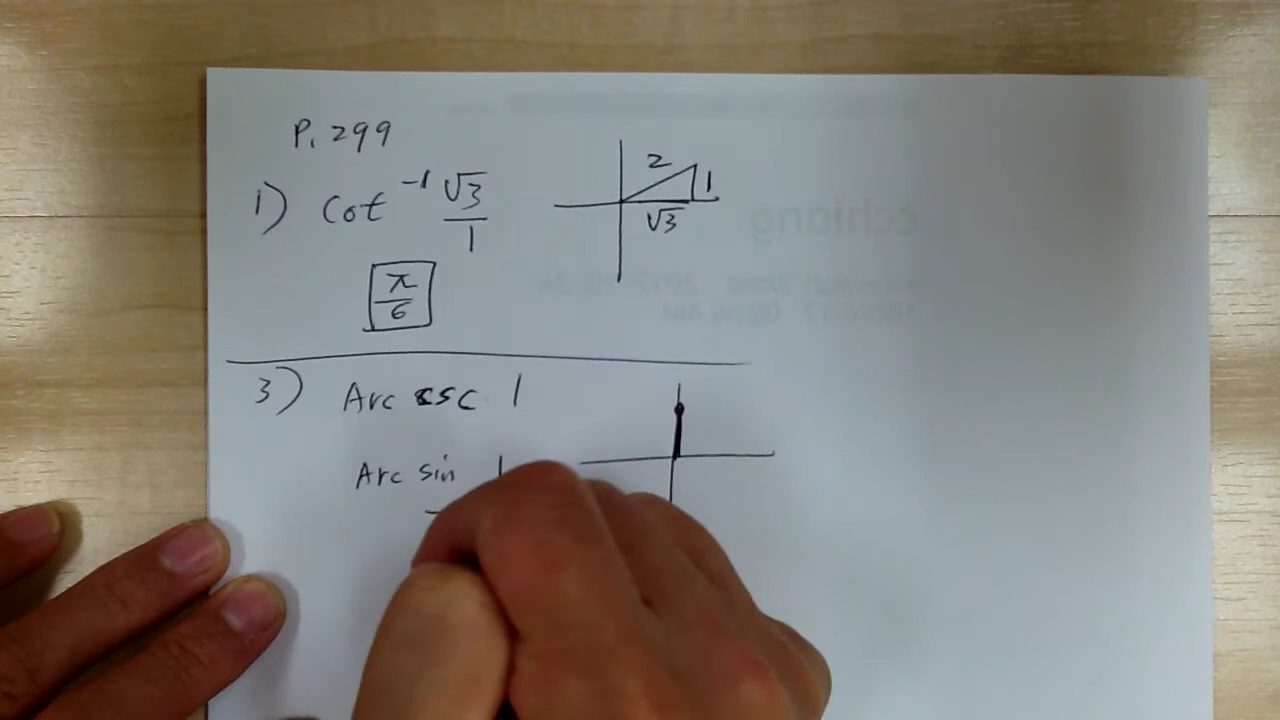 P. 299
1) Cot⁻¹ √3/1
2
1
√3
π/6
3) Arc csc 1
Arc sin 1